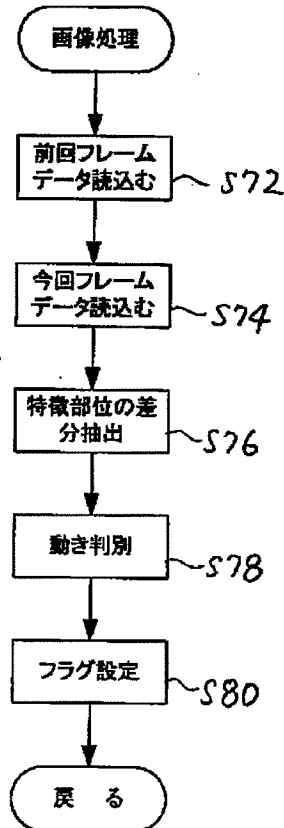 画像処理
前回フレーム
データ読込む
S72
今回フレーム
データ読込む
S74
特徴部位の差
分抽出
S76
動き判別
S78
フラグ設定
S80
戻 る